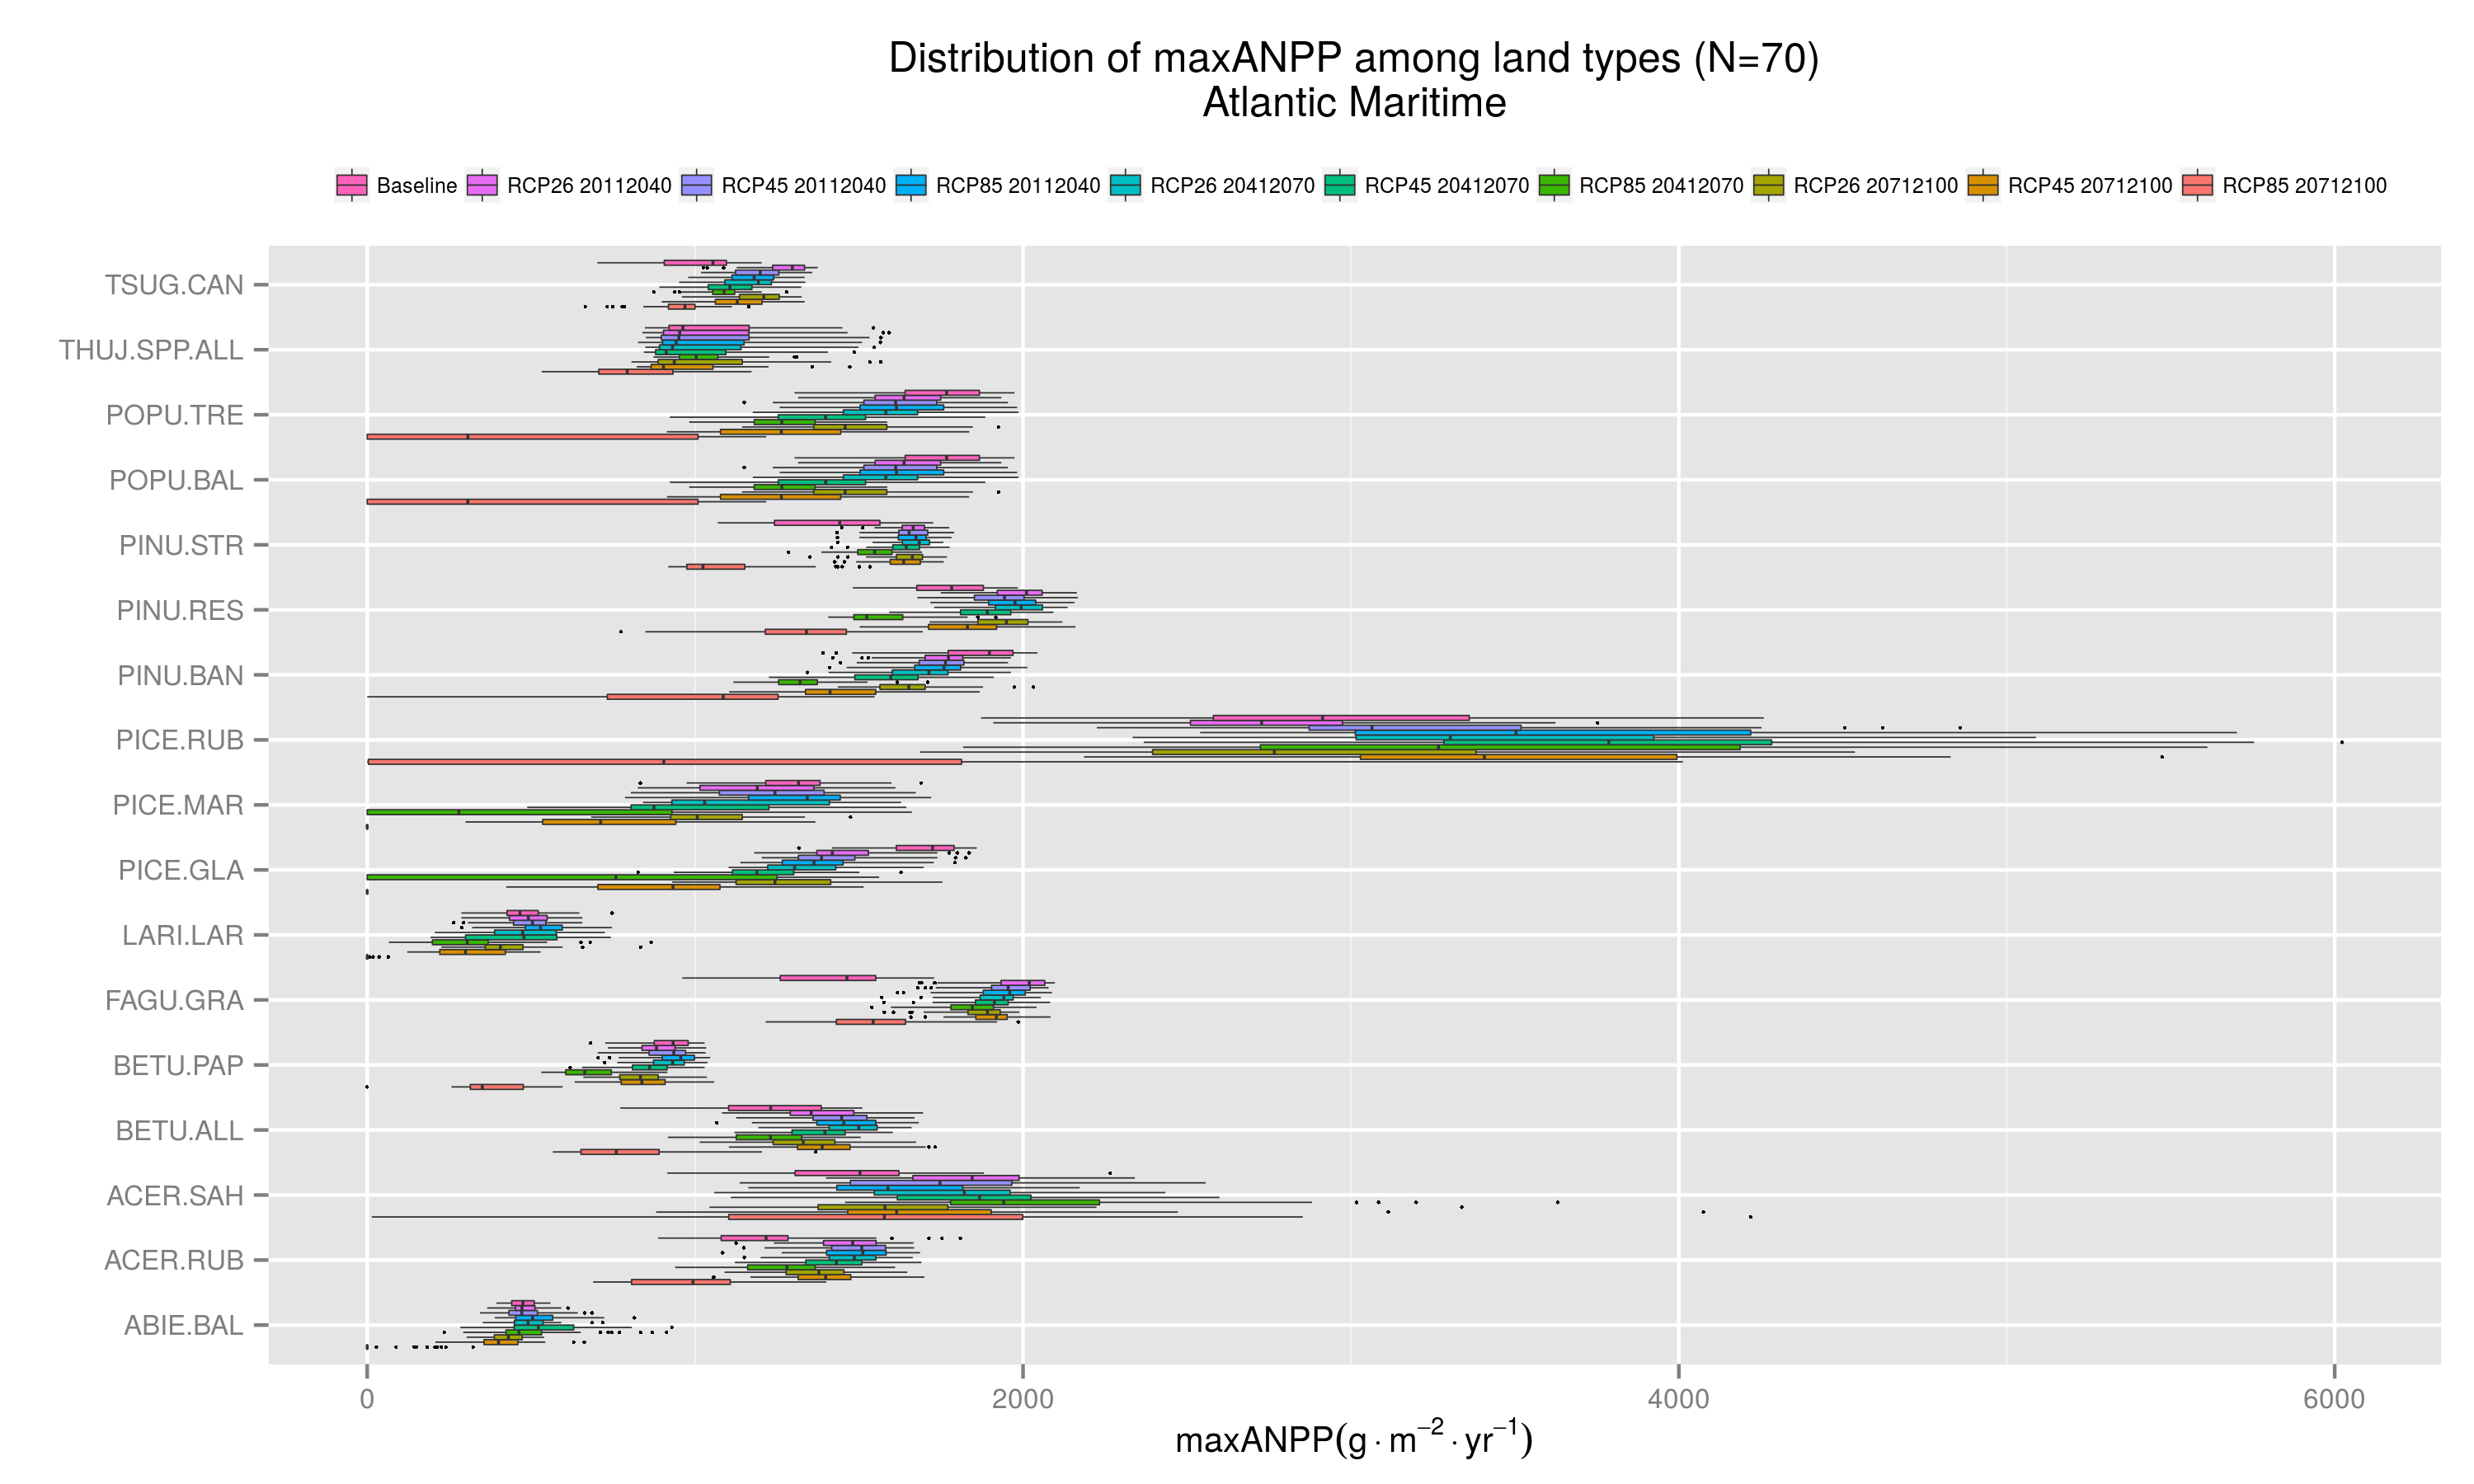 Distribution of maxANPP among land types (N=70)
Atlantic Maritime
Baseline RCP26 20112040 RCP45 20112040 RCP85 20112040 RCP26 20412070 RCP45 20412070 RCP85 20412070 RCP26 20712100 RCP45 20712100 RCP85 20712100
TSUG.CAN
THUJ.SPP.ALL
POPU.TRE
POPU.BAL
PINU.STR
PINU.RES
PINU.BAN
PICE.RUB
PICE.MAR
PICE.GLA
LARI.LAR
FAGU.GRA
BETU.PAP
BETU.ALL
ACER.SAH
ACER.RUB
ABIE.BAL
0 2000 4000 6000
maxANPP(g·m⁻²·yr⁻¹)